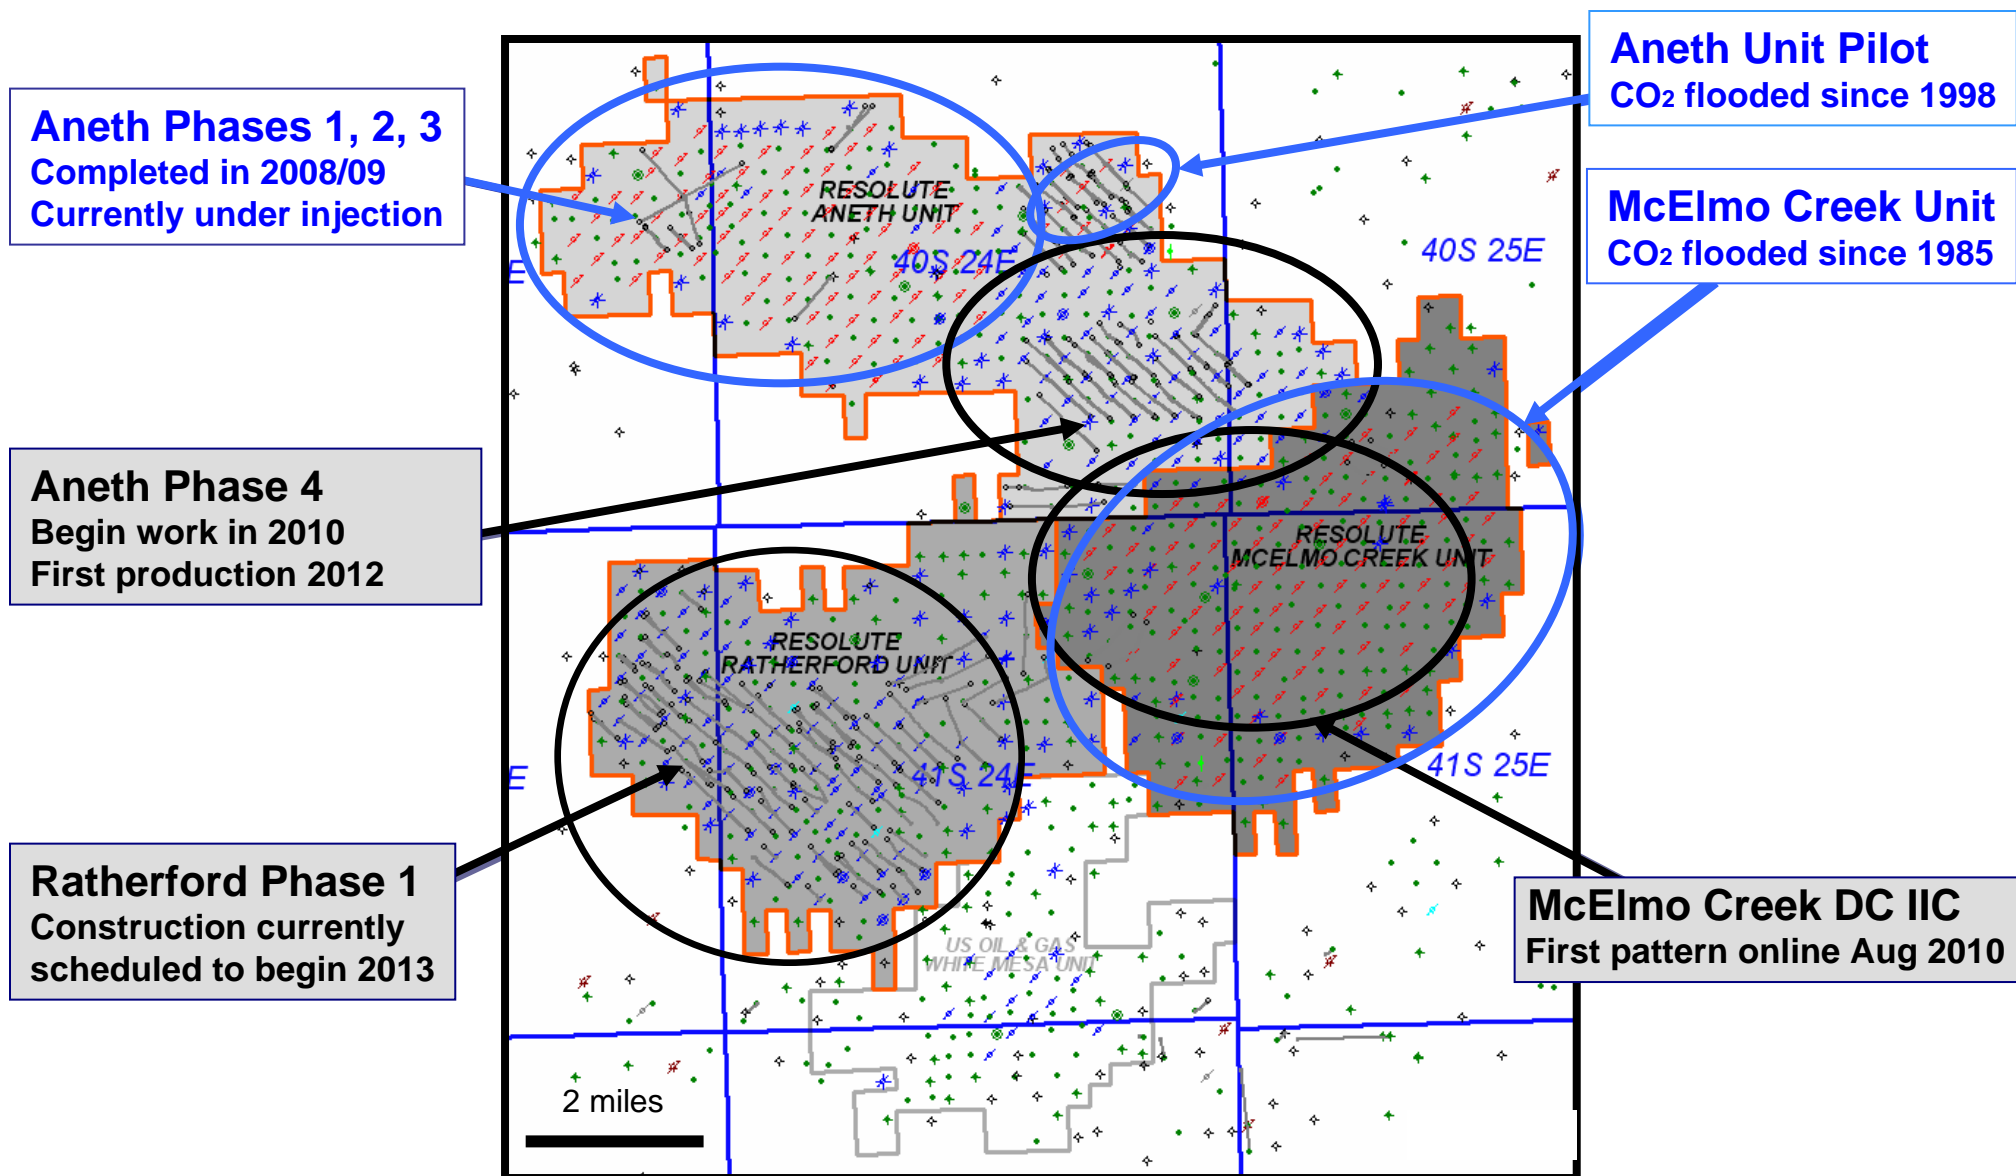 Aneth Phases 1, 2, 3
Completed in 2008/09
Currently under injection
Aneth Unit Pilot
CO2 flooded since 1998
McElmo Creek Unit
CO2 flooded since 1985
RESOLUTE
ANETH UNIT
40S 24E
40S 25E
E
Aneth Phase 4
Begin work in 2010
First production 2012
RESOLUTE
MCELMO CREEK UNIT
RESOLUTE
RATHERFORD UNIT
41S 24E
41S 25E
E
Ratherford Phase 1
Construction currently
scheduled to begin 2013
McElmo Creek DC IIC
First pattern online Aug 2010
US OIL & GAS
WHITE MESA UNIT
2 miles